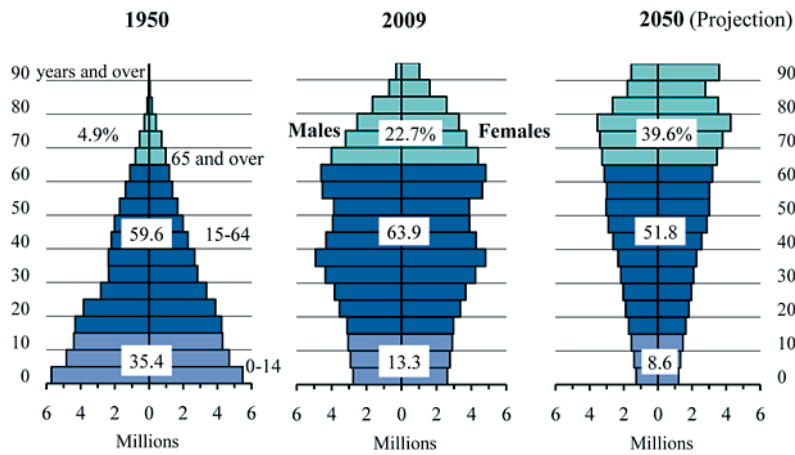 1950
2009
2050 (Projection)
90 years and over
90
80
80
4.9%
Males
22.7%
Females
39.6%
70
65 and over
70
60
60
50
50
59.6
15-64
63.9
51.8
40
40
30
30
20
20
10
10
35.4
0-14
13.3
8.6
0
0
6 4 2 0 2 4 6
6 4 2 0 2 4 6
6 4 2 0 2 4 6
Millions
Millions
Millions